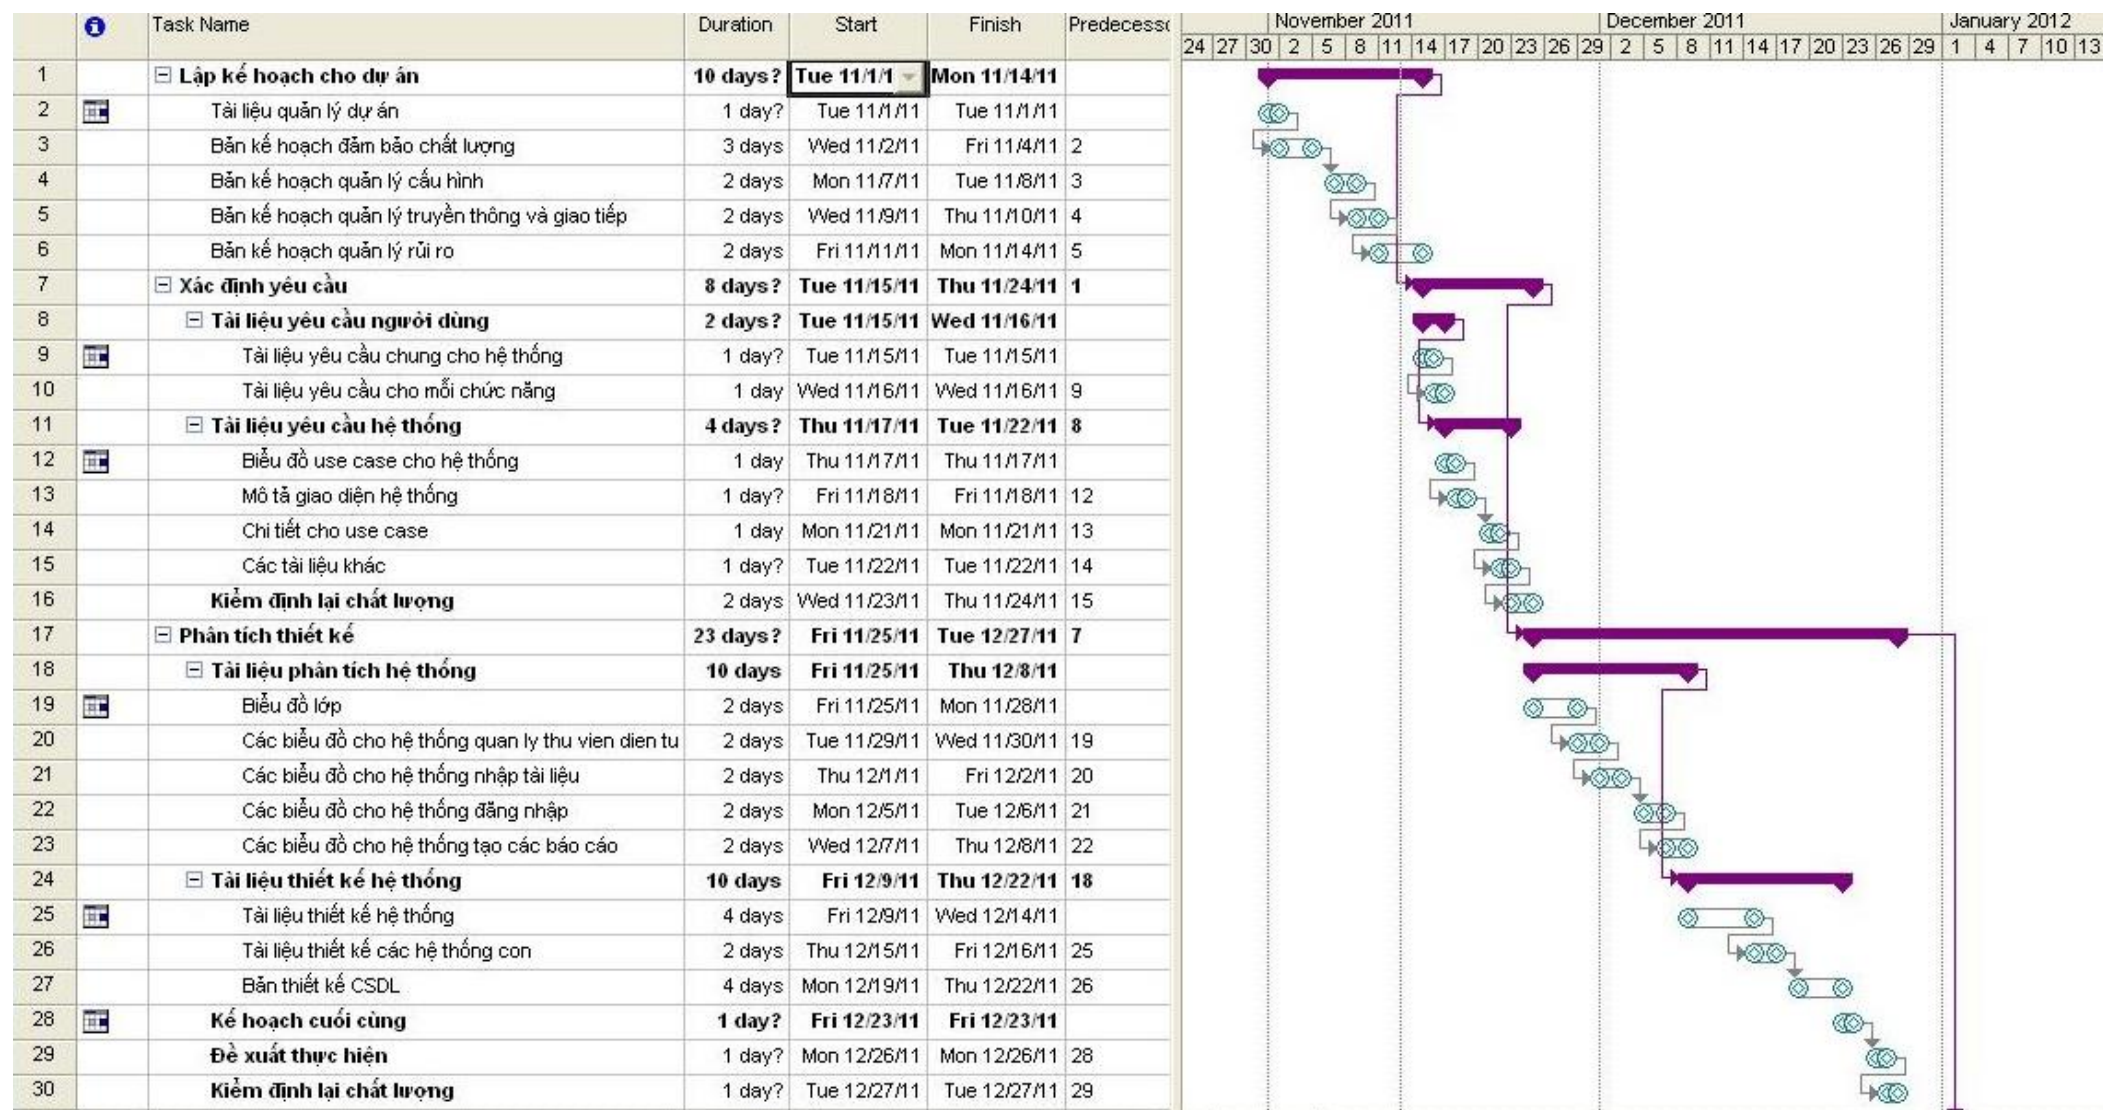 Task Name Duration Start Finish Predecesso
November 2011 December 2011 January 2012
24 27 30 2 5 8 11 14 17 20 23 26 29 2 5 8 11 14 17 20 23 26 29 1 4 7 10 13
1 Lập kế hoạch cho dự án 10 days? Tue 11/1/1 Mon 11/14/11
2 Tài liệu quản lý dự án 1 day? Tue 11/1/11 Tue 11/1/11
3 Bản kế hoạch đảm bảo chất lượng 3 days Wed 11/2/11 Fri 11/4/11 2
4 Bản kế hoạch quản lý cấu hình 2 days Mon 11/7/11 Tue 11/8/11 3
5 Bản kế hoạch quản lý truyền thông và giao tiếp 2 days Wed 11/9/11 Thu 11/10/11 4
6 Bản kế hoạch quản lý rủi ro 2 days Fri 11/11/11 Mon 11/14/11 5
7 Xác định yêu cầu 8 days? Tue 11/15/11 Thu 11/24/11 1
8 Tài liệu yêu cầu người dùng 2 days? Tue 11/15/11 Wed 11/16/11
9 Tài liệu yêu cầu chung cho hệ thống 1 day? Tue 11/15/11 Tue 11/15/11
10 Tài liệu yêu cầu cho mỗi chức năng 1 day Wed 11/16/11 Wed 11/16/11 9
11 Tài liệu yêu cầu hệ thống 4 days? Thu 11/17/11 Tue 11/22/11 8
12 Biểu đồ use case cho hệ thống 1 day Thu 11/17/11 Thu 11/17/11
13 Mô tả giao diện hệ thống 1 day? Fri 11/18/11 Fri 11/18/11 12
14 Chi tiết cho use case 1 day Mon 11/21/11 Mon 11/21/11 13
15 Các tài liệu khác 1 day? Tue 11/22/11 Tue 11/22/11 14
16 Kiểm định lại chất lượng 2 days Wed 11/23/11 Thu 11/24/11 15
17 Phân tích thiết kế 23 days? Fri 11/25/11 Tue 12/27/11 7
18 Tài liệu phân tích hệ thống 10 days Fri 11/25/11 Thu 12/8/11
19 Biểu đồ lớp 2 days Fri 11/25/11 Mon 11/28/11
20 Các biểu đồ cho hệ thống quan ly thu vien dien tu 2 days Tue 11/29/11 Wed 11/30/11 19
21 Các biểu đồ cho hệ thống nhập tài liệu 2 days Thu 12/1/11 Fri 12/2/11 20
22 Các biểu đồ cho hệ thống đăng nhập 2 days Mon 12/5/11 Tue 12/6/11 21
23 Các biểu đồ cho hệ thống tạo các báo cáo 2 days Wed 12/7/11 Thu 12/8/11 22
24 Tài liệu thiết kế hệ thống 10 days Fri 12/9/11 Thu 12/22/11 18
25 Tài liệu thiết kế hệ thống 4 days Fri 12/9/11 Wed 12/14/11
26 Tài liệu thiết kế các hệ thống con 2 days Thu 12/15/11 Fri 12/16/11 25
27 Bản thiết kế CSDL 4 days Mon 12/19/11 Thu 12/22/11 26
28 Kế hoạch cuối cùng 1 day? Fri 12/23/11 Fri 12/23/11
29 Đề xuất thực hiện 1 day? Mon 12/26/11 Mon 12/26/11 28
30 Kiểm định lại chất lượng 1 day? Tue 12/27/11 Tue 12/27/11 29